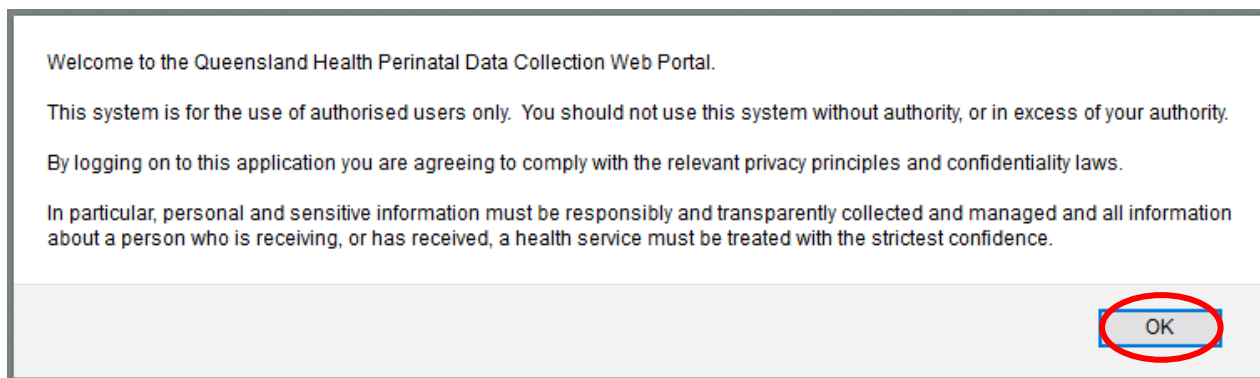 Welcome to the Queensland Health Perinatal Data Collection Web Portal.
This system is for the use of authorised users only.  You should not use this system without authority, or in excess of your authority.
By logging on to this application you are agreeing to comply with the relevant privacy principles and confidentiality laws.
In particular, personal and sensitive information must be responsibly and transparently collected and managed and all information
about a person who is receiving, or has received, a health service must be treated with the strictest confidence.
OK